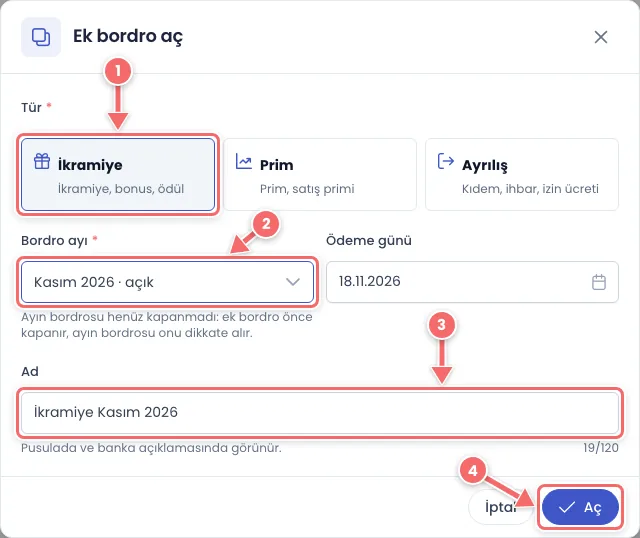 Ek bordro aç
1
Tür *
İkramiye
İkramiye, bonus, ödül
Prim
Prim, satış primi
Ayrılış
Kıdem, ihbar, izin ücreti
2
Bordro ayı *
Ödeme günü
Kasım 2026 · açık
18.11.2026
Ayın bordrosu henüz kapanmadı: ek bordro önce
kapanır, ayın bordrosu onu dikkate alır.
3
Ad
İkramiye Kasım 2026
Pusulada ve banka açıklamasında görünür.
19/120
4
İptal
Aç